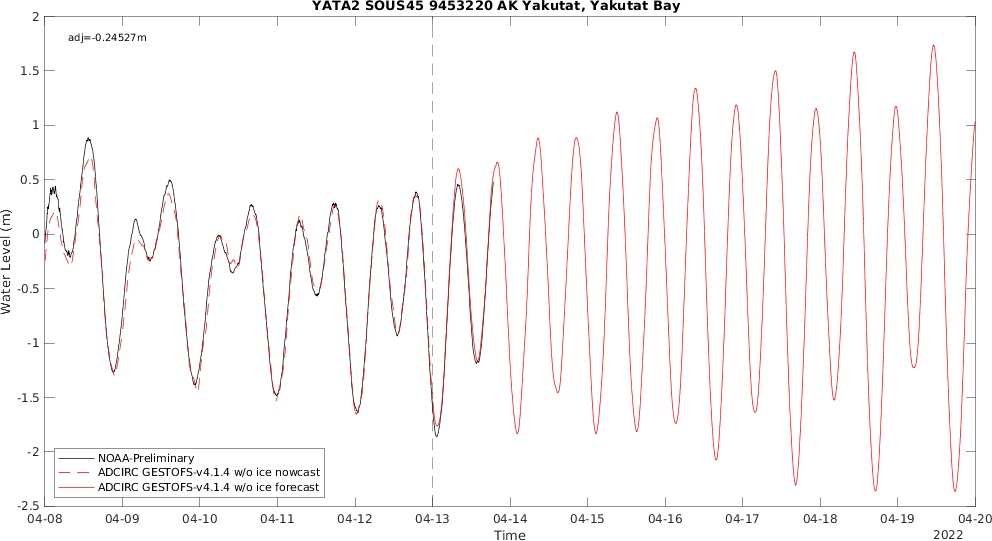 YATA2 SOUS45 9453220 AK Yakutat, Yakutat Bay
adj=-0.24527m
2
1.5
1
0.5
0
-0.5
-1
-1.5
-2
-2.5
Water Level (m)
NOAA-Preliminary
ADCIRC GESTOFS-v4.1.4 w/o ice nowcast
ADCIRC GESTOFS-v4.1.4 w/o ice forecast
04-08 04-09 04-10 04-11 04-12 04-13 04-14 04-15 04-16 04-17 04-18 04-19 04-20
Time
2022